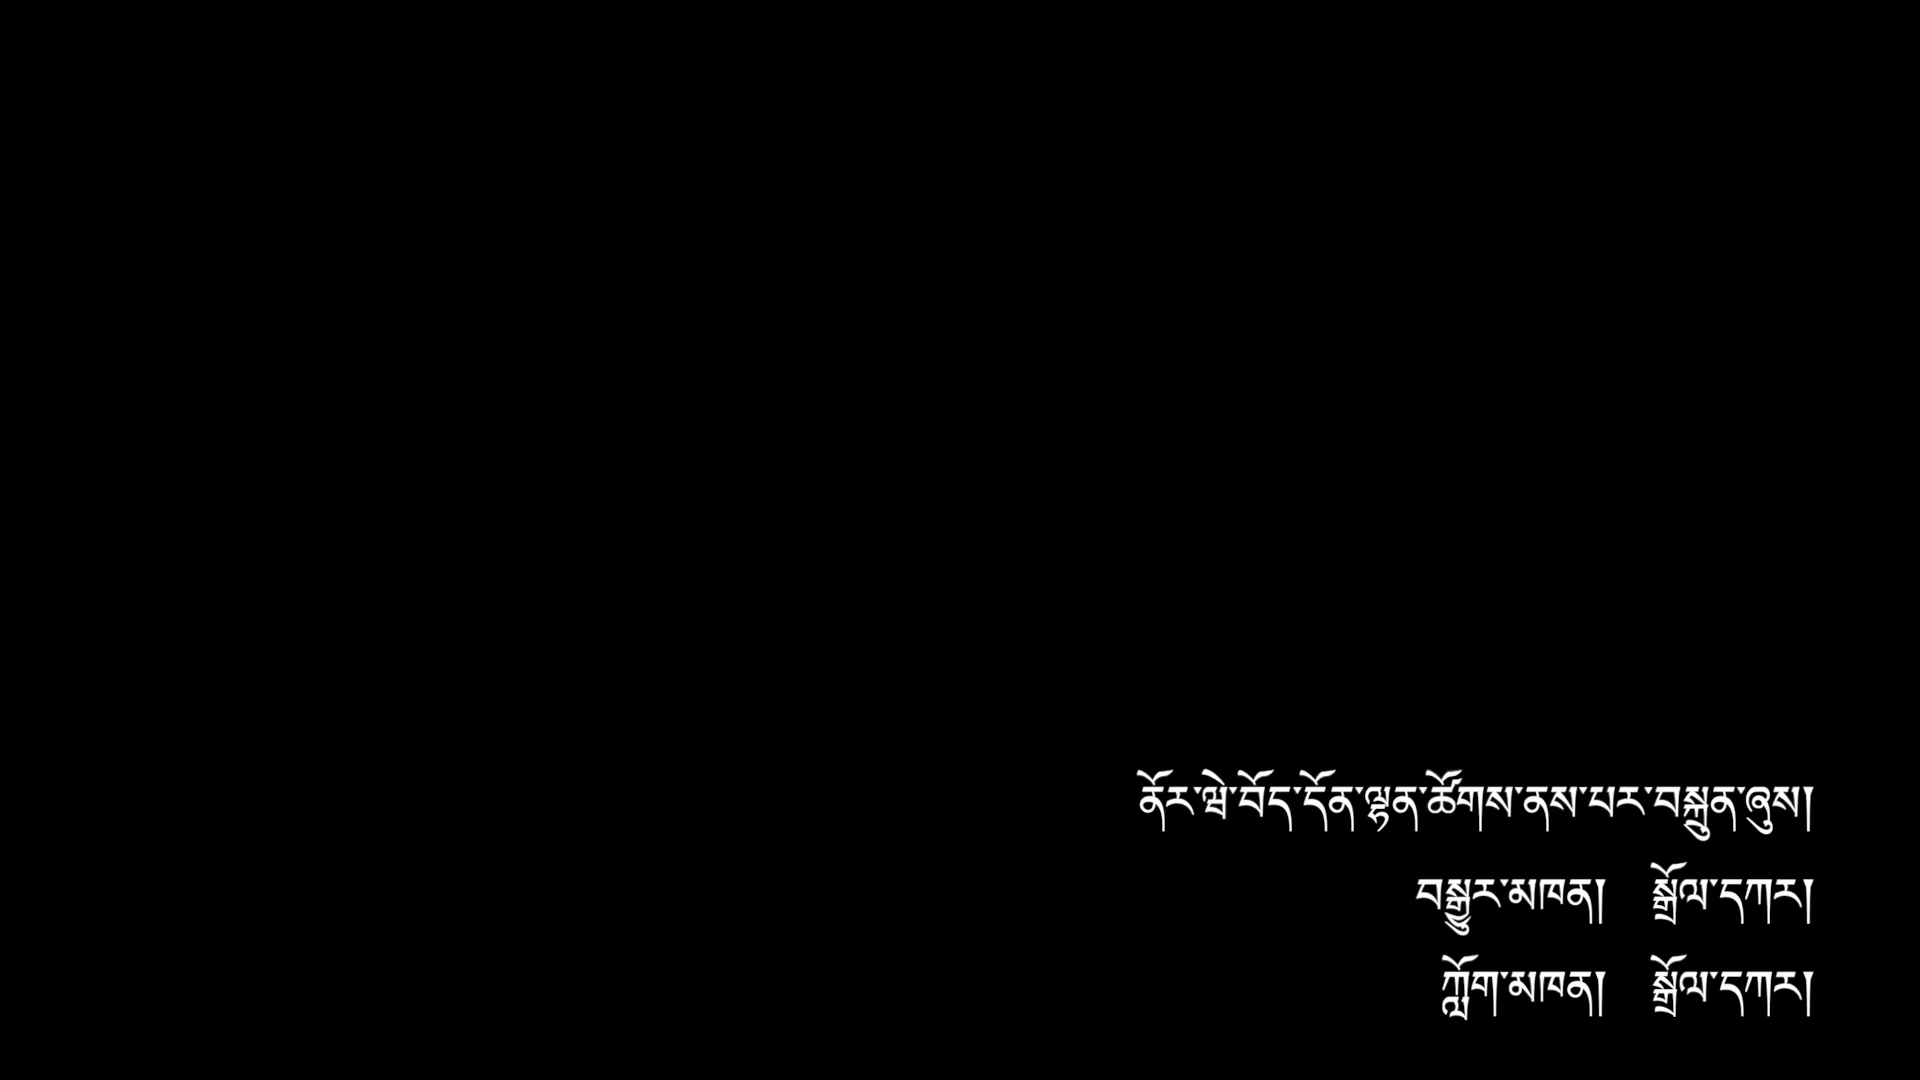 ནོར་ལྷེ་བོད་དོན་ལྷན་ཚོགས་ནས་པར་བསྐྲུན་ཞུས།
བསྒྱུར་མཁན།	སྒྲོལ་དཀར།
ཀློག་མཁན།	སྒྲོལ་དཀར།